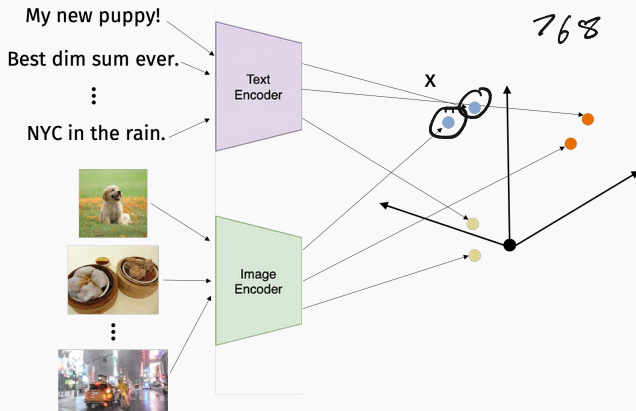 My new puppy!
768
Best dim sum ever.
Text
Encoder
X
NYC in the rain.
Image
Encoder